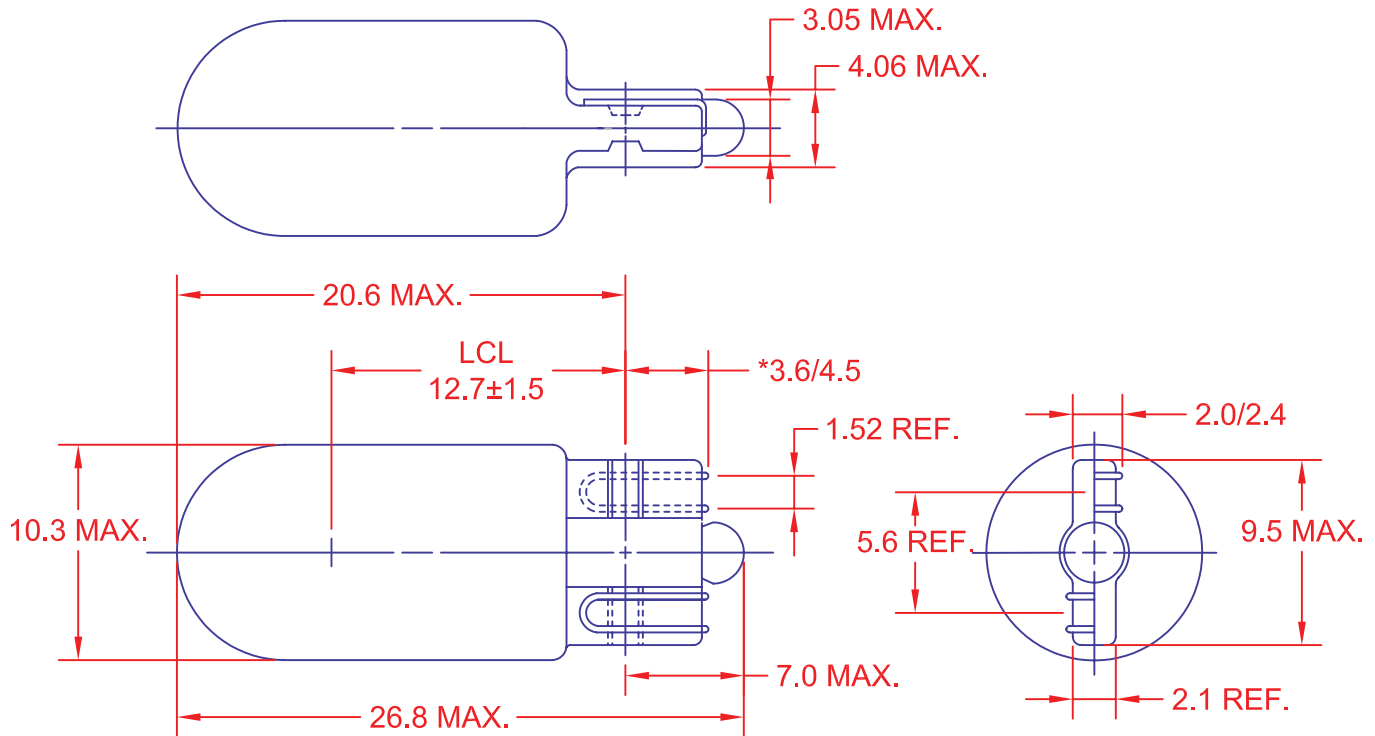 3.05 MAX.
4.06 MAX.
20.6 MAX.
LCL
12.7±1.5
*3.6/4.5
1.52 REF.
2.0/2.4
10.3 MAX.
5.6 REF.
9.5 MAX.
7.0 MAX.
2.1 REF.
26.8 MAX.